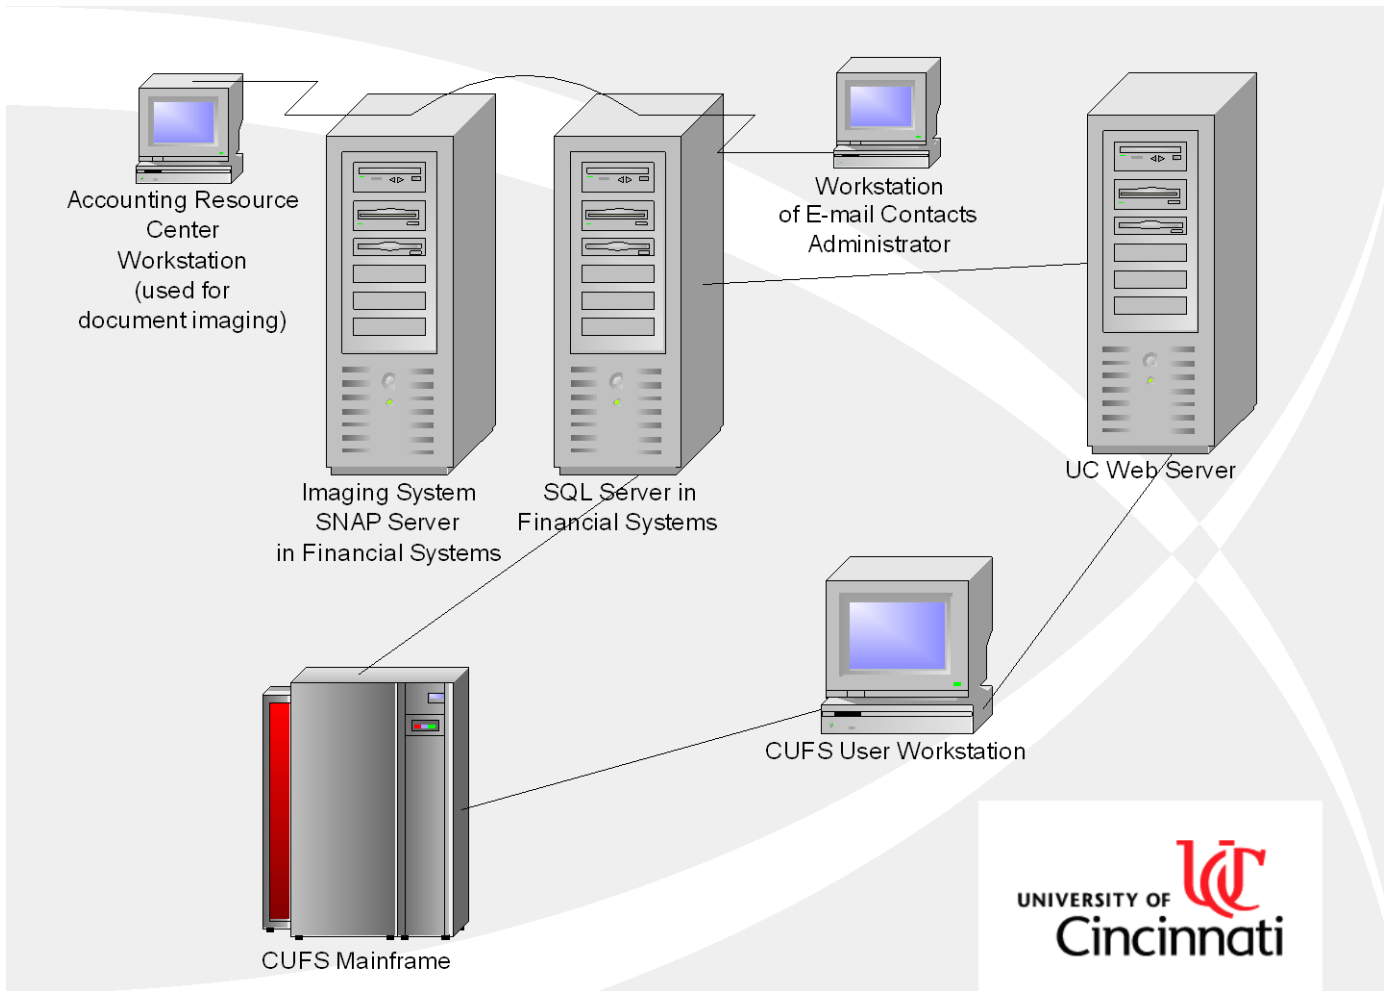 Accounting Resource
Center
Workstation
(used for
document imaging)
Workstation
of E-mail Contacts
Administrator
Imaging System
SNAP Server
in Financial Systems
SQL Server in
Financial Systems
UC Web Server
CUFS User Workstation
CUFS Mainframe
UC
UNIVERSITY OF
Cincinnati